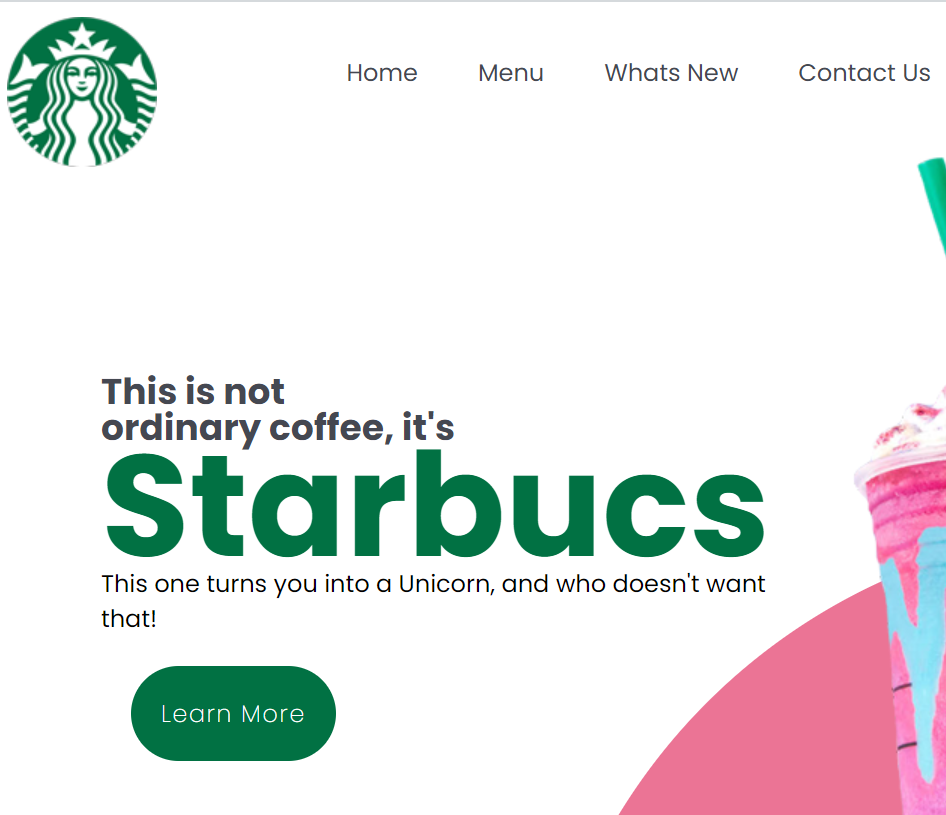 Home Menu Whats New Contact Us
This is not
ordinary coffee, it's
Starbucs
This one turns you into a Unicorn, and who doesn't want
that!
Learn More